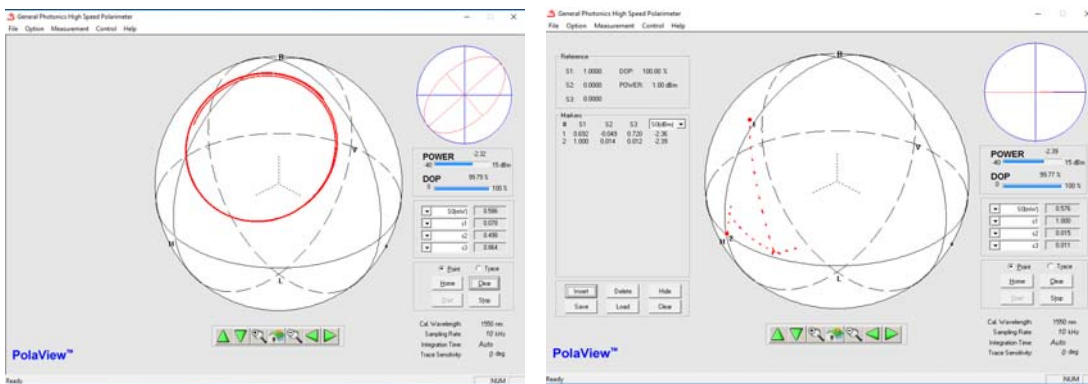 General Photonics High Speed Polarimeter
File Option Measurement Control Help
R
H
L
POWER
-2.32
-40 15 dBm
DOP
99.79 %
0 100 %
S0(mW) 0.586
s1 0.078
s2 0.498
s3 0.864
Point Trace
Home Clear
Start Stop
Cal. Wavelength: 1550 nm
Sampling Rate: 10 kHz
Integration Time: Auto
Trace Sensitivity: 0 deg
PolaView™
Ready
NUM
General Photonics High Speed Polarimeter
File Option Measurement Control Help
Reference
S1: 1.0000 DOP: 100.00 %
S2: 0.0000 POWER: 1.00 dBm
S3: 0.0000
Markers
# S1 S2 S3 S0(dBm)
1 0.692 -0.049 0.720 -2.36
2 1.000 0.014 0.012 -2.39
Insert Delete Hide
Save Load Clear
R
1
H 2
L
POWER
-2.39
-40 15 dBm
DOP
99.77 %
0 100 %
S0(mW) 0.576
s1 1.000
s2 0.015
s3 0.011
Point Trace
Home Clear
Start Stop
Cal. Wavelength: 1550 nm
Sampling Rate: 10 kHz
Integration Time: Auto
Trace Sensitivity: 0 deg
PolaView™
Ready
NUM